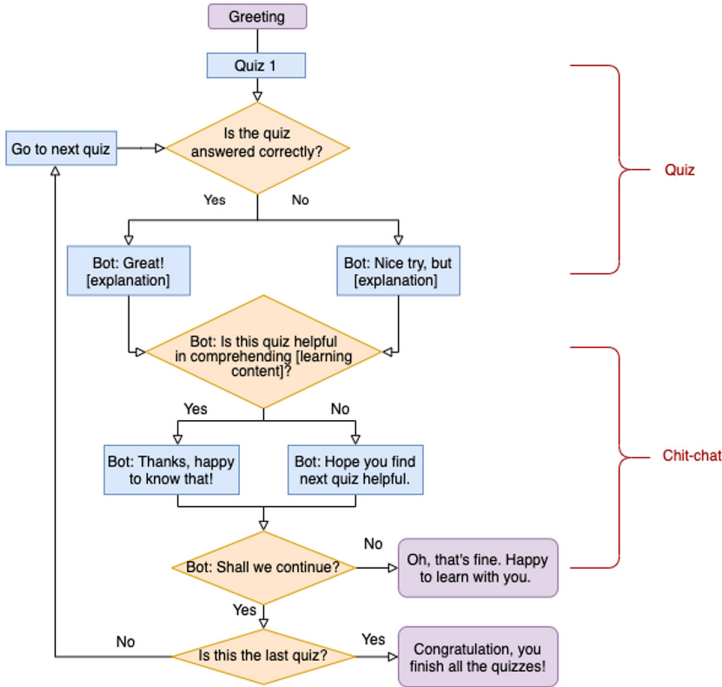 Greeting
Quiz 1
Is the quiz
answered correctly?
Go to next quiz
Quiz
Yes
No
Bot: Great!
[explanation]
Bot: Nice try, but
[explanation]
Bot: Is this quiz helpful
in comprehending [learning
content]?
Yes
No
Chit-chat
Bot: Thanks, happy
to know that!
Bot: Hope you find
next quiz helpful.
Bot: Shall we continue?
No
Oh, that's fine. Happy
to learn with you.
Yes
No
Is this the last quiz?
Yes
Congratulation, you
finish all the quizzes!